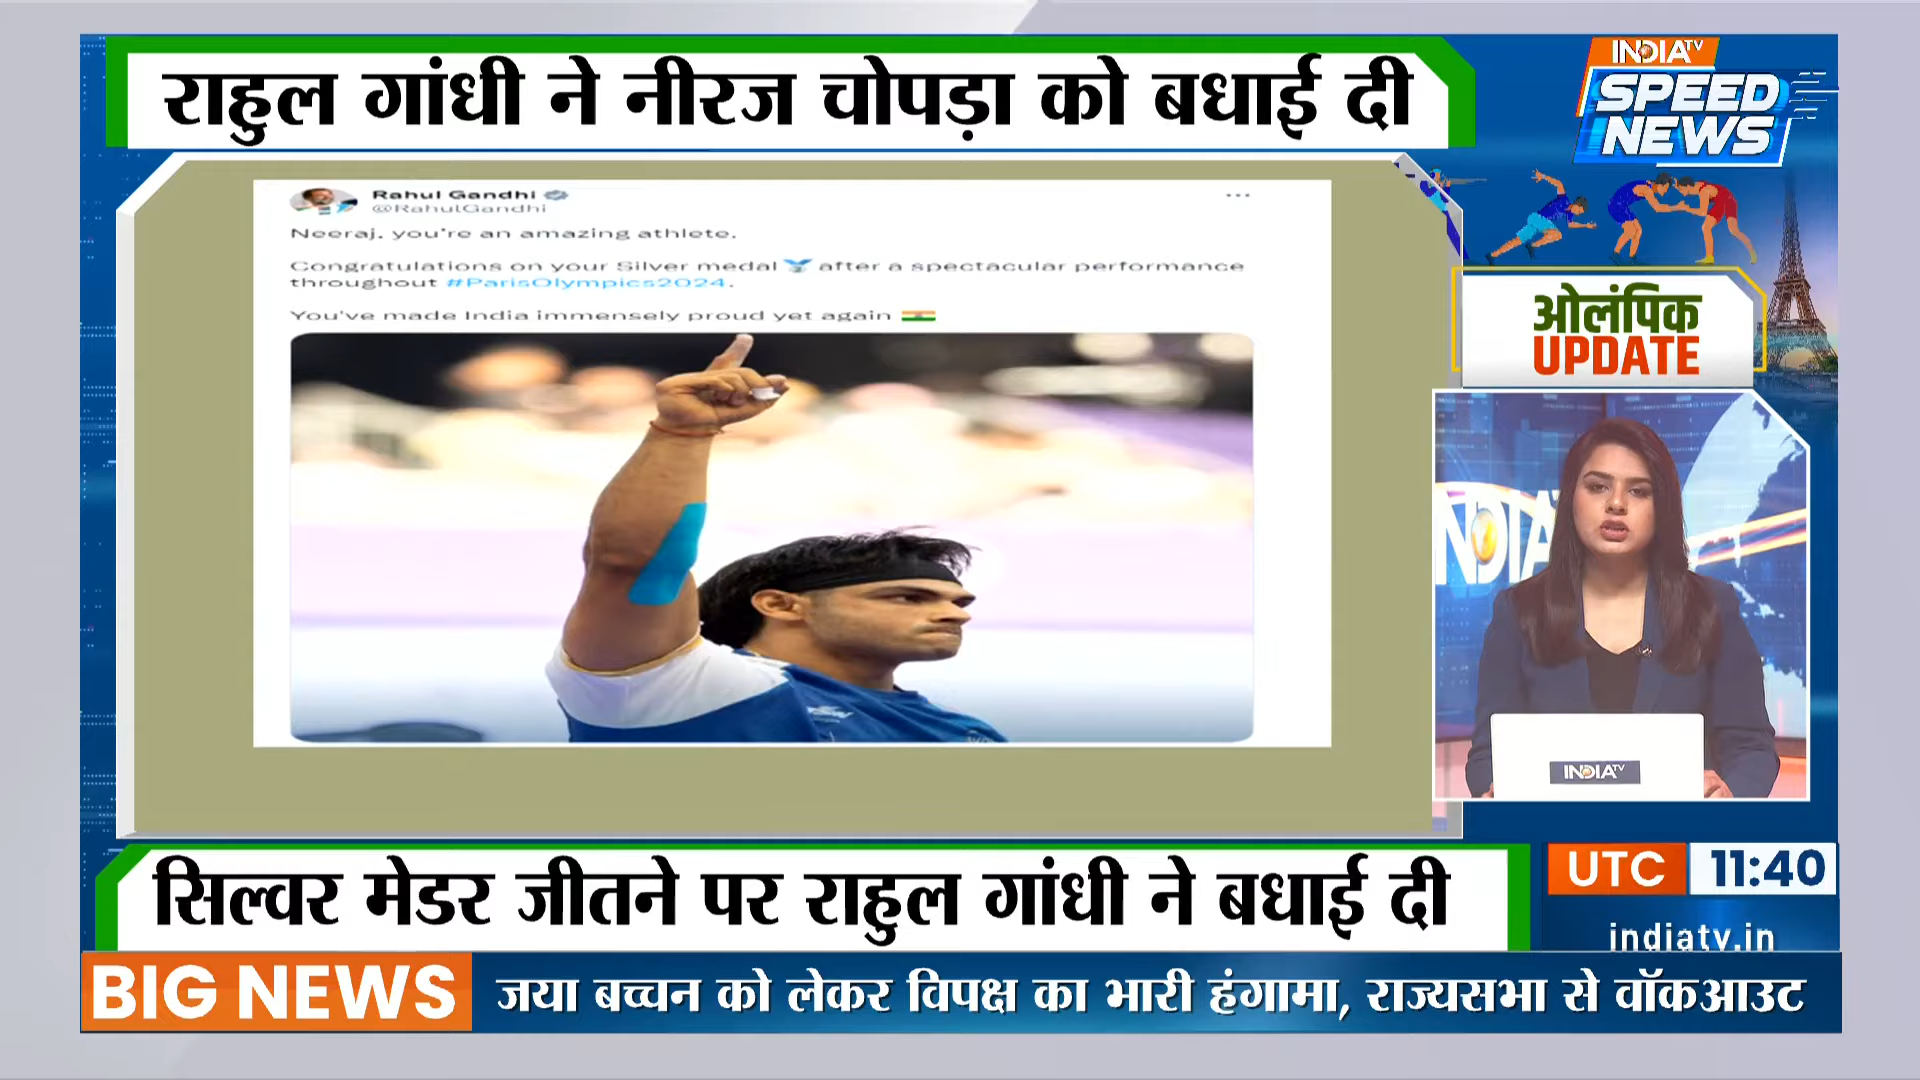 राहुल गांधी ने नीरज चोपड़ा को बधाई दी
INDIA TV
SPEED
NEWS
Rahul Gandhi
@RahulGandhi
Neeraj, you're an amazing athlete.
Congratulations on your Silver medal 🥈 after a spectacular performance
throughout #ParisOlympics2024.
You've made India immensely proud yet again 🇮🇳
ओलंपिक
UPDATE
INDIA
INDIA TV
सिल्वर मेडर जीतने पर राहुल गांधी ने बधाई दी
UTC 11:40
indiatv.in
BIG NEWS
जया बच्चन को लेकर विपक्ष का भारी हंगामा, राज्यसभा से वॉकआउट